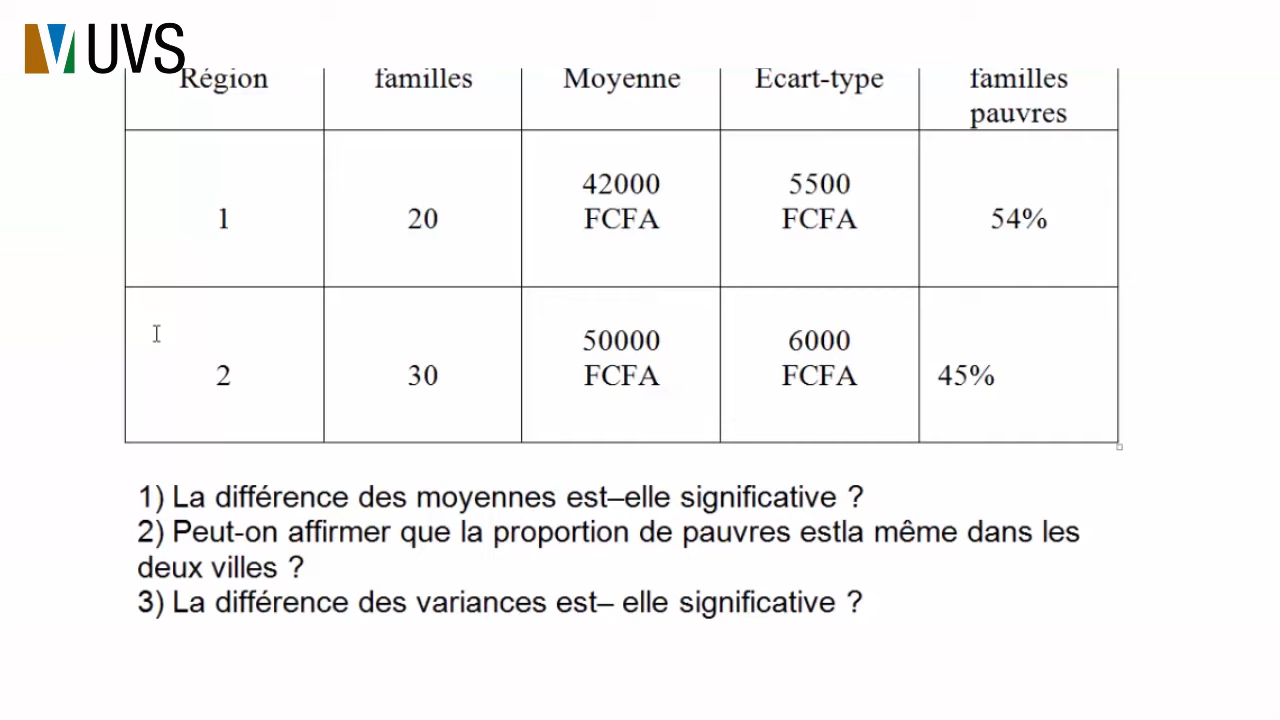 UVS
Région familles Moyenne Ecart-type familles
pauvres
42000 5500
1 20 FCFA FCFA 54%
50000 6000
2 30 FCFA FCFA 45%
1) La différence des moyennes est–elle significative ?
2) Peut-on affirmer que la proportion de pauvres estla même dans les
deux villes ?
3) La différence des variances est– elle significative ?